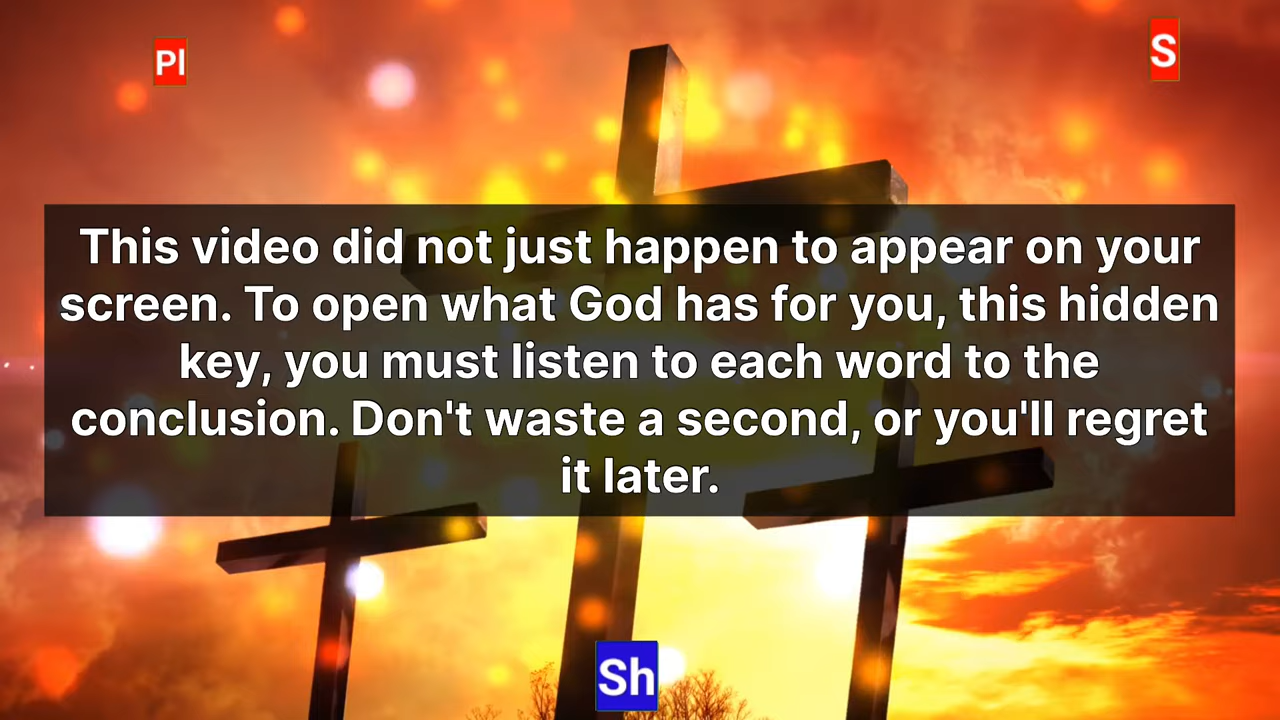 Pl
S
This video did not just happen to appear on your
screen. To open what God has for you, this hidden
key, you must listen to each word to the
conclusion. Don't waste a second, or you'll regret
it later.
Sh